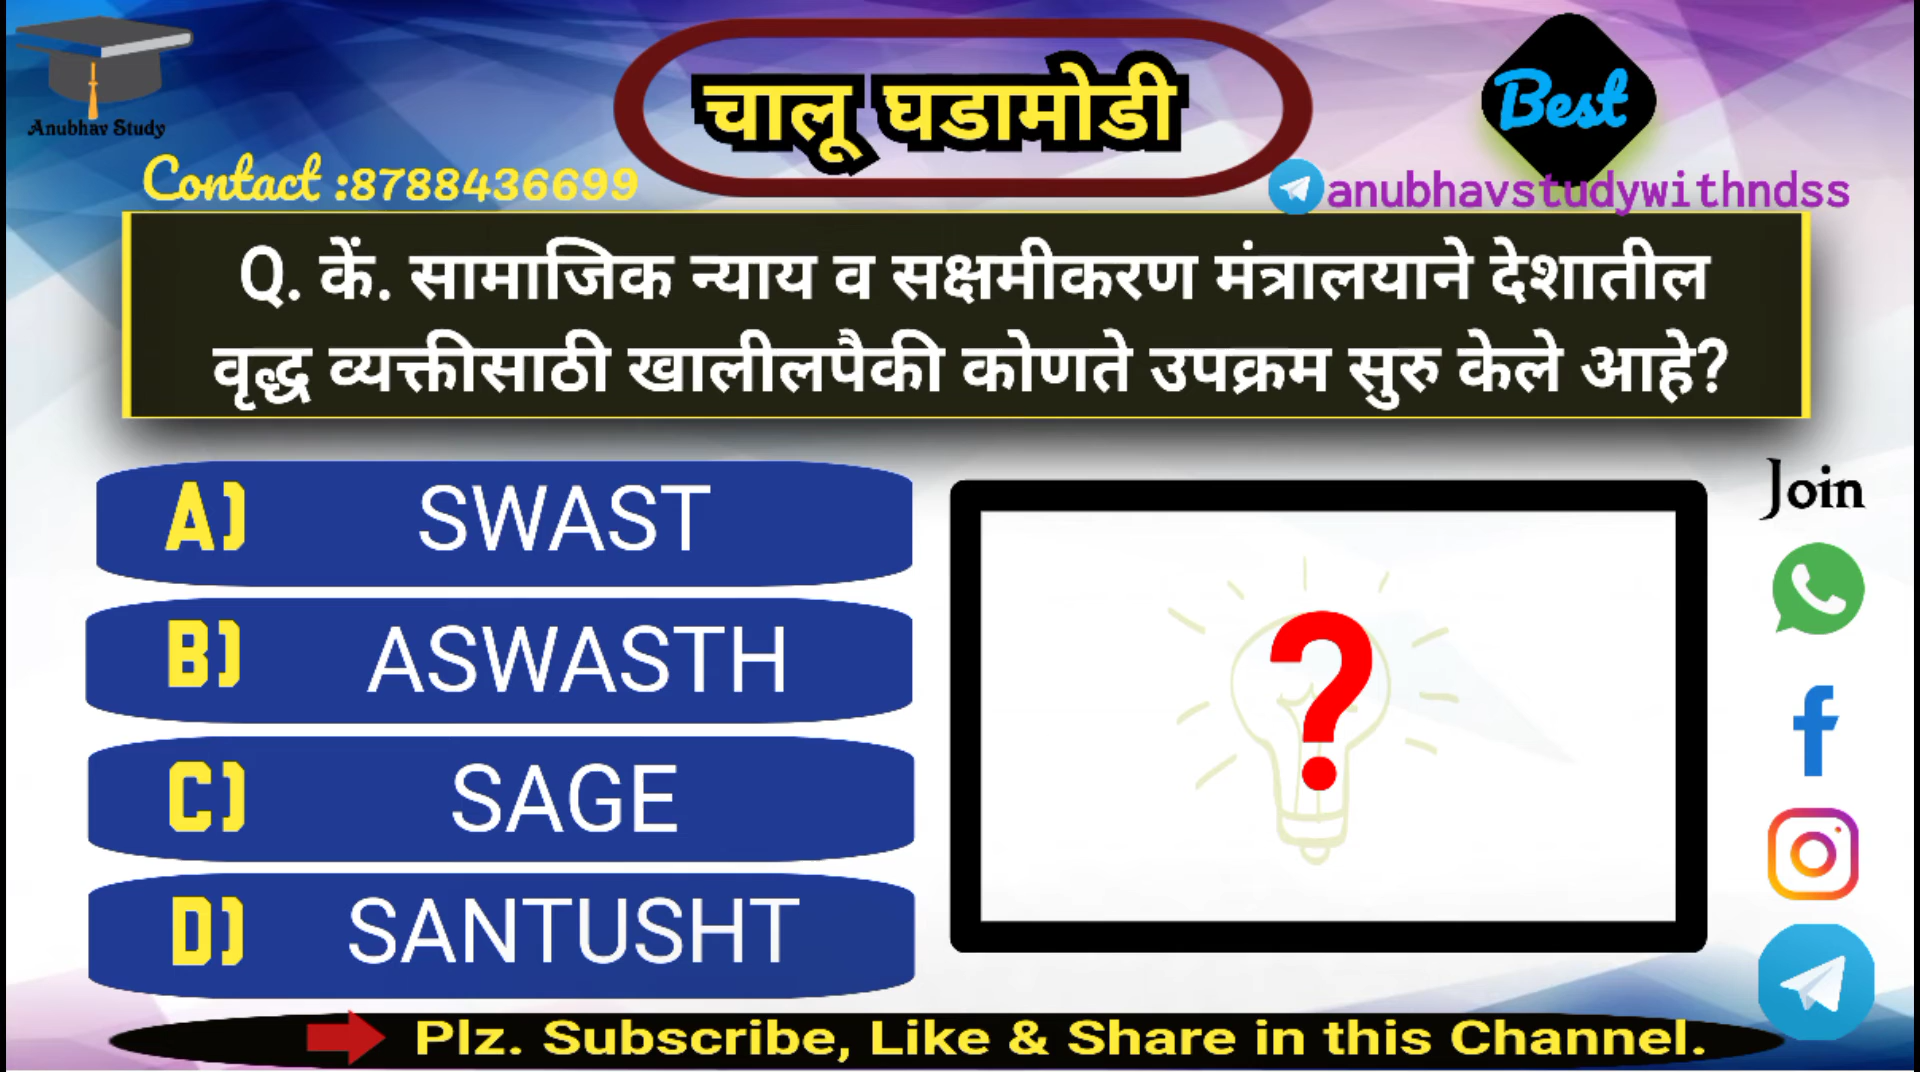 Anubhav Study
चालू घडामोडी
Best
Contact :8788436699
anubhavstudywithndss
Q. कें. सामाजिक न्याय व सक्षमीकरण मंत्रालयाने देशातील
वृद्ध व्यक्तीसाठी खालीलपैकी कोणते उपक्रम सुरु केले आहे?
A) SWAST
B) ASWASTH
C) SAGE
D) SANTUSHT
?
Join
Plz. Subscribe, Like & Share in this Channel.